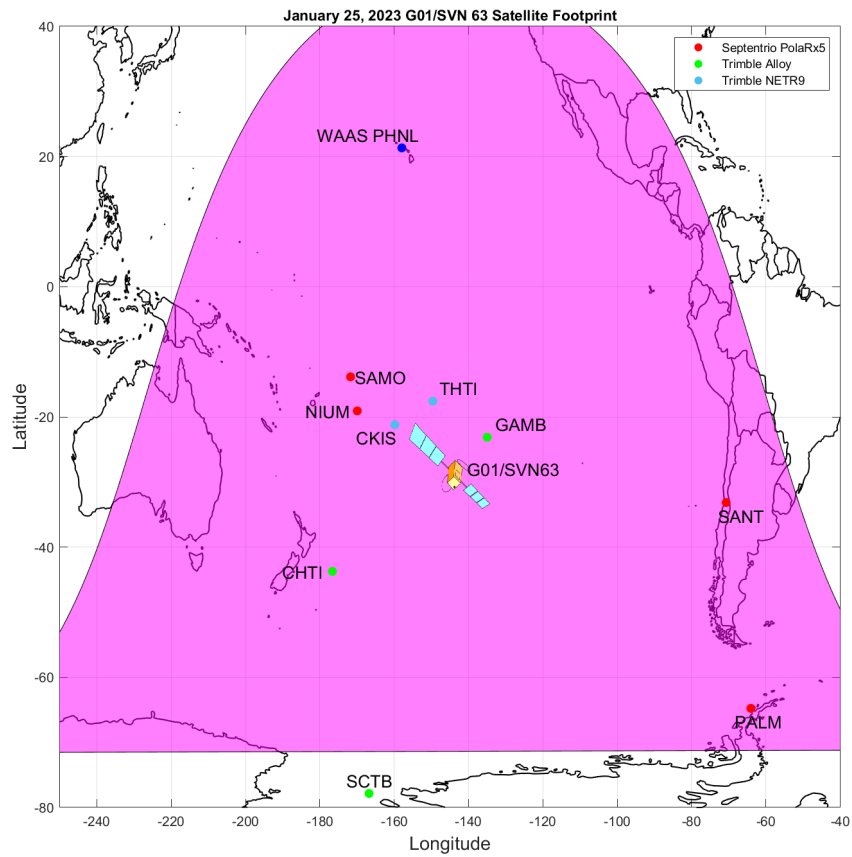 January 25, 2023 G01/SVN 63 Satellite Footprint
Septentrio PolaRx5
Trimble Alloy
Trimble NETR9
WAAS PHNL
SAMO
THTI
NIUM
GAMB
CKIS
G01/SVN63
SANT
CHTI
PALM
SCTB
Latitude
40
20
0
-20
-40
-60
-80
-240
-220
-200
-180
-160
-140
-120
-100
-80
-60
-40
Longitude